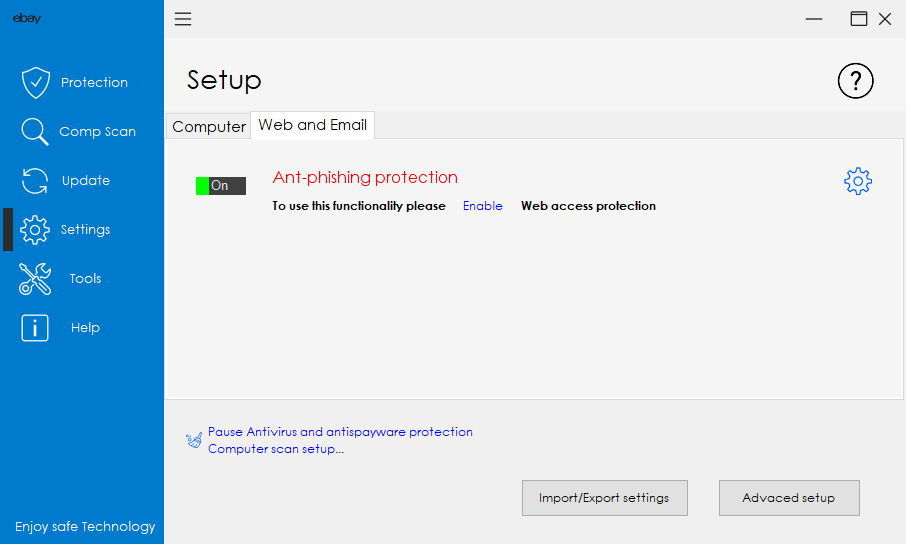 ebay
Setup
?
Computer
Web and Email
Protection
Comp Scan
Update
Settings
Tools
Help
On
Ant-phishing protection
To use this functionality please Enable Web access protection
Pause Antivirus and antispayware protection
Computer scan setup...
Import/Export settings
Advaced setup
Enjoy safe Technology